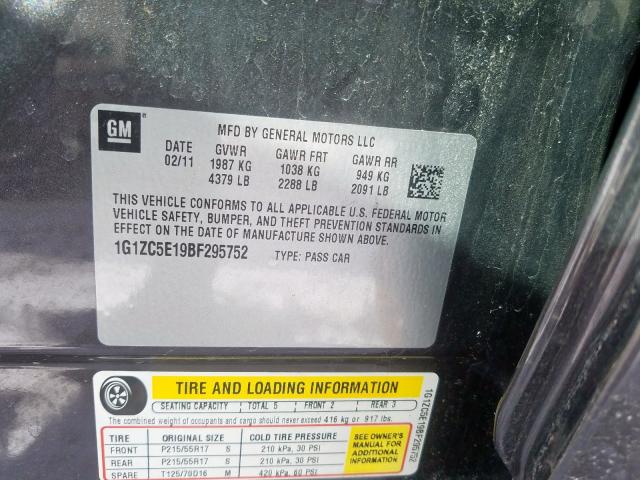 GM
MFD BY GENERAL MOTORS LLC
DATE GVWR GAWR FRT GAWR RR
02/11 1987 KG 1038 KG 949 KG
4379 LB 2288 LB 2091 LB
THIS VEHICLE CONFORMS TO ALL APPLICABLE U.S. FEDERAL MOTOR
VEHICLE SAFETY, BUMPER, AND THEFT PREVENTION STANDARDS IN
EFFECT ON THE DATE OF MANUFACTURE SHOWN ABOVE.
1G1ZC5E19BF295752 TYPE: PASS CAR
TIRE AND LOADING INFORMATION
SEATING CAPACITY TOTAL 5 FRONT 2 REAR 3
The combined weight of occupants and cargo should never exceed 416 kg or 917 lbs.
TIRE ORIGINAL SIZE COLD TIRE PRESSURE
FRONT P215/55R17 S 210 kPa, 30 PSI
REAR P215/55R17 S 210 kPa, 30 PSI
SPARE T125/70D16 M 420 kPa, 60 PSI
SEE OWNER'S
MANUAL FOR
ADDITIONAL
INFORMATION
1G1ZC5E19BF295752